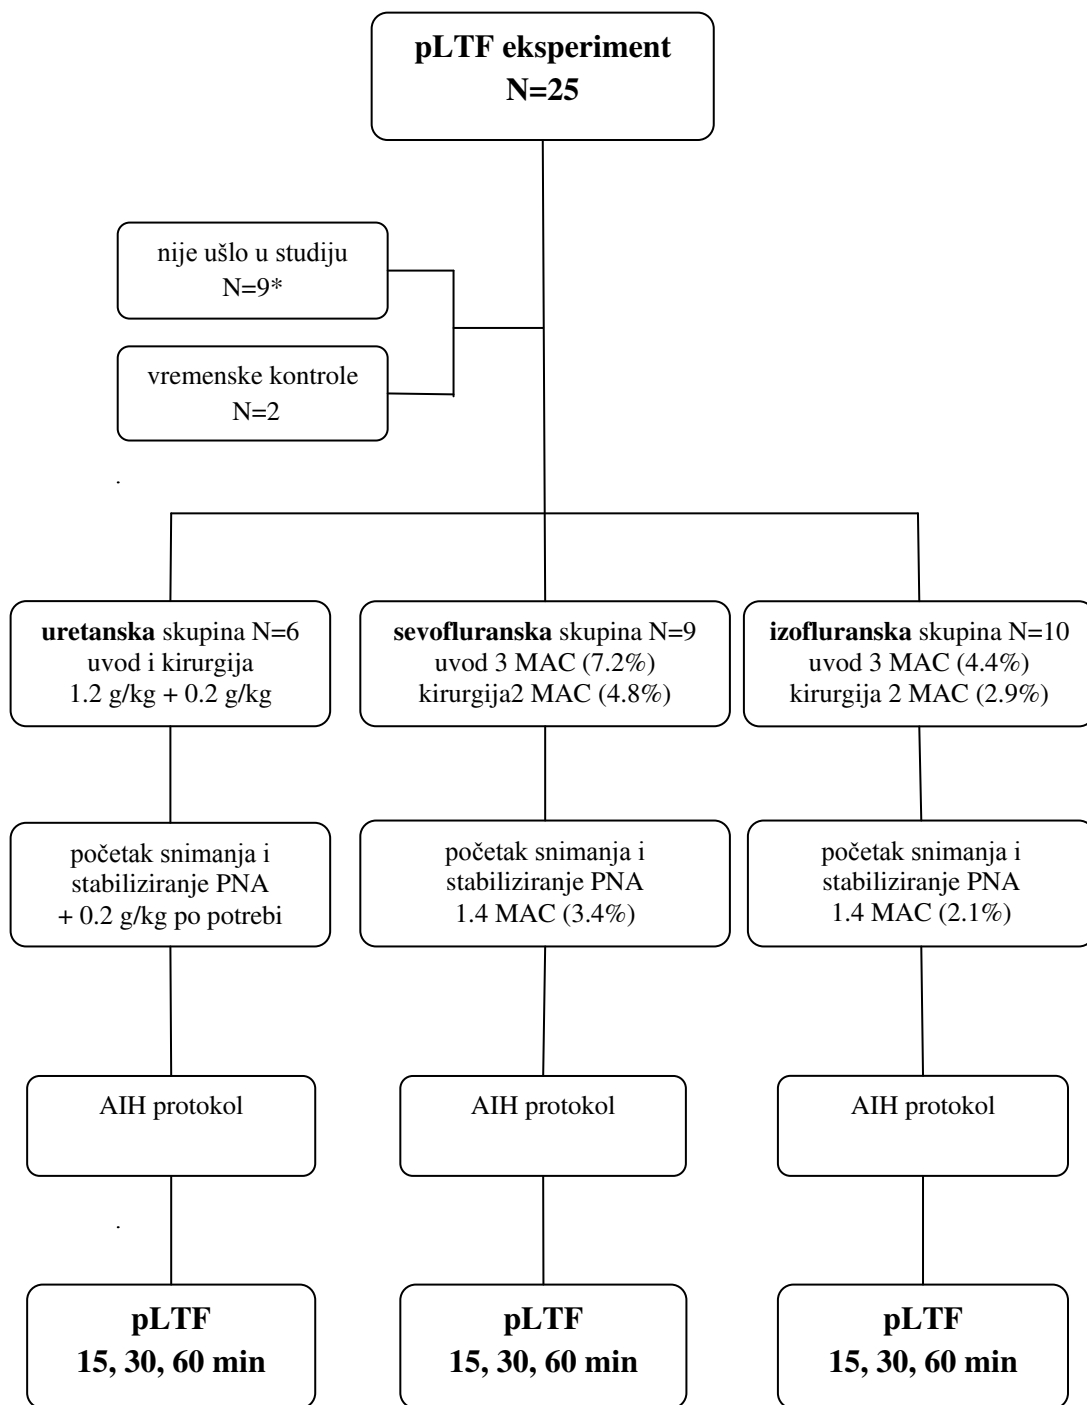 pLTF eksperiment
N=25
nije ušlo u studiju
N=9*
vremenske kontrole
N=2
uretanska skupina N=6
uvod i kirurgija
1.2 g/kg + 0.2 g/kg
sevofluranska skupina N=9
uvod 3 MAC (7.2%)
kirurgija2 MAC (4.8%)
izofluranska skupina N=10
uvod 3 MAC (4.4%)
kirurgija 2 MAC (2.9%)
početak snimanja i
stabiliziranje PNA
+ 0.2 g/kg po potrebi
početak snimanja i
stabiliziranje PNA
1.4 MAC (3.4%)
početak snimanja i
stabiliziranje PNA
1.4 MAC (2.1%)
AIH protokol
AIH protokol
AIH protokol
pLTF
15, 30, 60 min
pLTF
15, 30, 60 min
pLTF
15, 30, 60 min